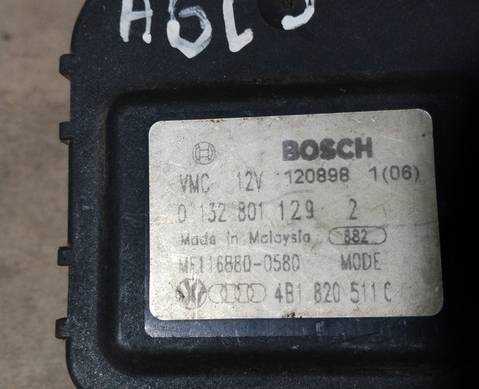 A6C5
BOSCH
VMC 12V 120898 1(06)
0 132 801 129 2
Made in Malaysia 882
MF116880-0580 MODE
4B1 820 511 C